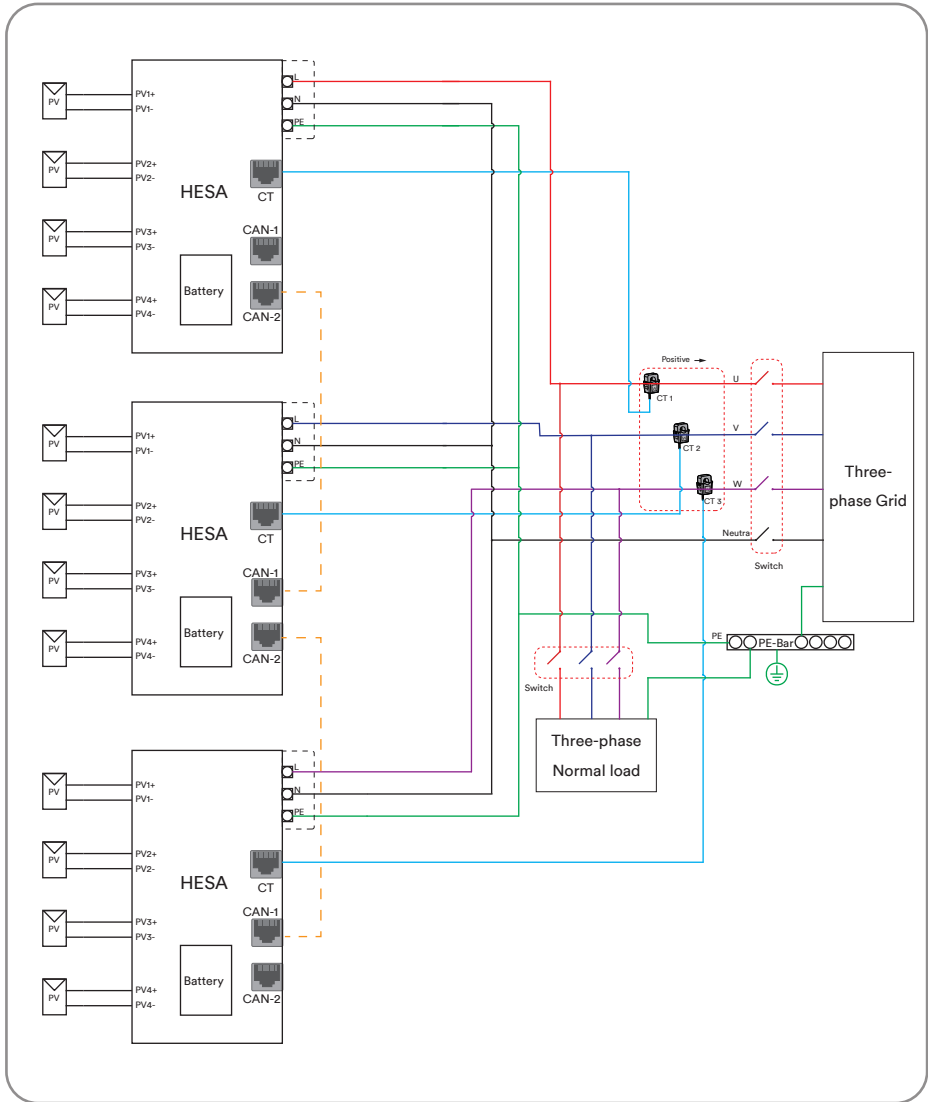 L
N
PE
PV
PV1+
PV1-
PV
PV2+
PV2-
HESA
CT
PV
PV3+
PV3-
CAN-1
Battery
PV
PV4+
PV4-
CAN-2
Positive
U
CT 1
L
N
PE
PV
PV1+
PV1-
V
CT 2
Three-
phase Grid
W
CT 3
PV
PV2+
PV2-
HESA
CT
Neutra
Switch
PV
PV3+
PV3-
CAN-1
Battery
PV
PV4+
PV4-
CAN-2
PE
PE-Bar
Switch
Three-phase
Normal load
L
N
PE
PV
PV1+
PV1-
PV
PV2+
PV2-
HESA
CT
PV
PV3+
PV3-
CAN-1
Battery
PV
PV4+
PV4-
CAN-2